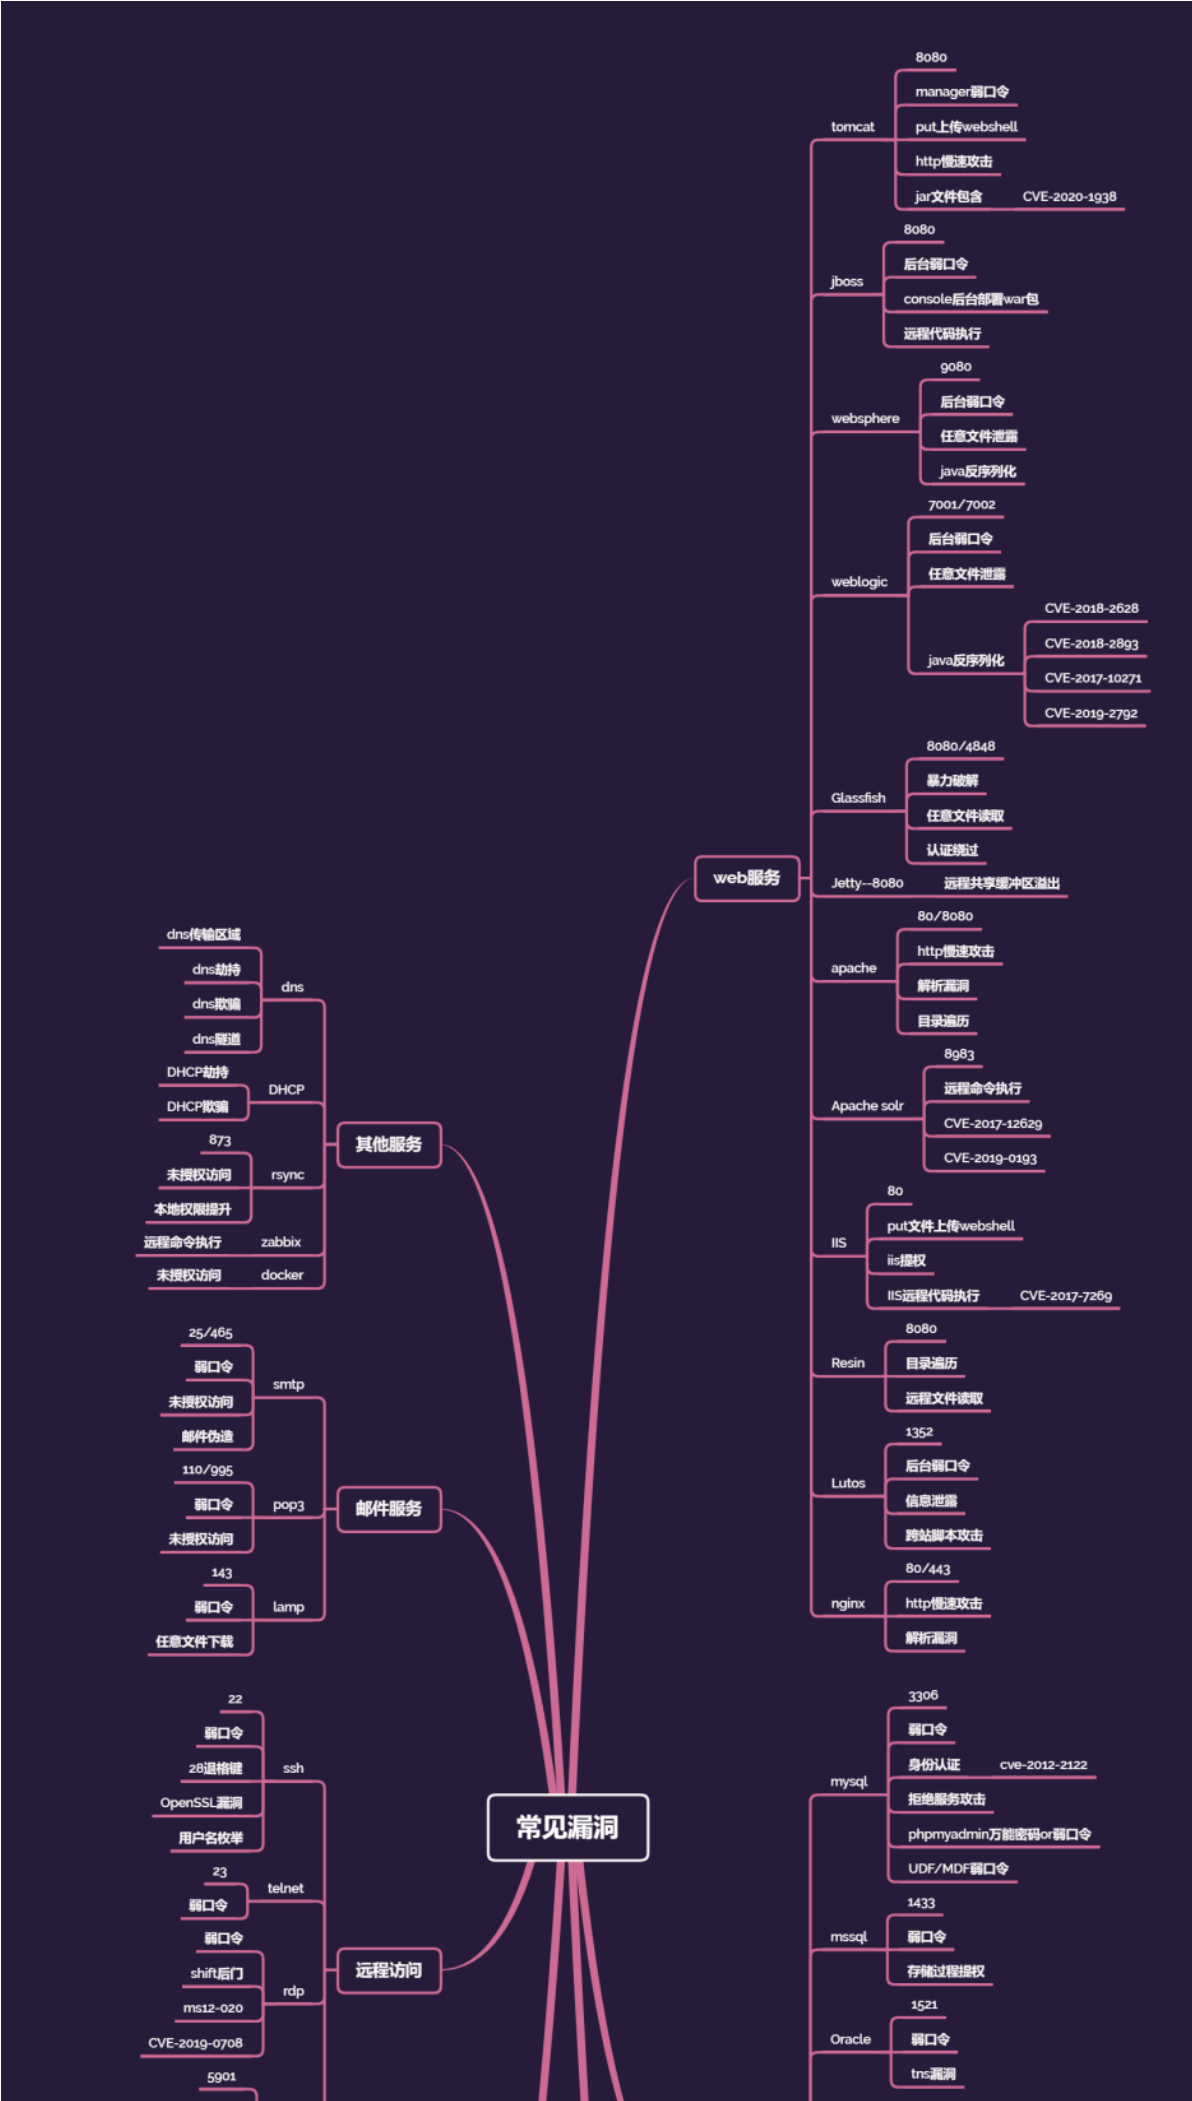 常见漏洞
web服务
tomcat
8080
manager弱口令
put上传webshell
http慢速攻击
jar文件包含
CVE-2020-1938
jboss
8080
后台弱口令
console后台部署war包
远程代码执行
websphere
9080
后台弱口令
任意文件泄露
java反序列化
weblogic
7001/7002
后台弱口令
任意文件泄露
java反序列化
CVE-2018-2628
CVE-2018-2893
CVE-2017-10271
CVE-2019-2792
Glassfish
8080/4848
暴力破解
任意文件读取
认证绕过
Jetty--8080
远程共享缓冲区溢出
apache
80/8080
http慢速攻击
解析漏洞
目录遍历
Apache solr
8983
远程命令执行
CVE-2017-12629
CVE-2019-0193
IIS
80
put文件上传webshell
iis提权
IIS远程代码执行
CVE-2017-7269
Resin
8080
目录遍历
远程文件读取
Lutos
1352
后台弱口令
信息泄露
跨站脚本攻击
nginx
80/443
http慢速攻击
解析漏洞
mysql
3306
弱口令
身份认证
cve-2012-2122
拒绝服务攻击
phpmyadmin万能密码or弱口令
UDF/MDF弱口令
mssql
1433
弱口令
存储过程提权
Oracle
1521
弱口令
tns漏洞
其他服务
dns
dns传输区域
dns劫持
dns欺骗
dns隧道
DHCP
DHCP劫持
DHCP欺骗
rsync
873
未授权访问
本地权限提升
zabbix
远程命令执行
docker
未授权访问
邮件服务
smtp
25/465
弱口令
未授权访问
邮件伪造
pop3
110/995
弱口令
未授权访问
lamp
143
弱口令
任意文件下载
远程访问
ssh
22
弱口令
28退格键
OpenSSL漏洞
用户名枚举
telnet
23
弱口令
rdp
弱口令
shift后门
ms12-020
CVE-2019-0708
5901